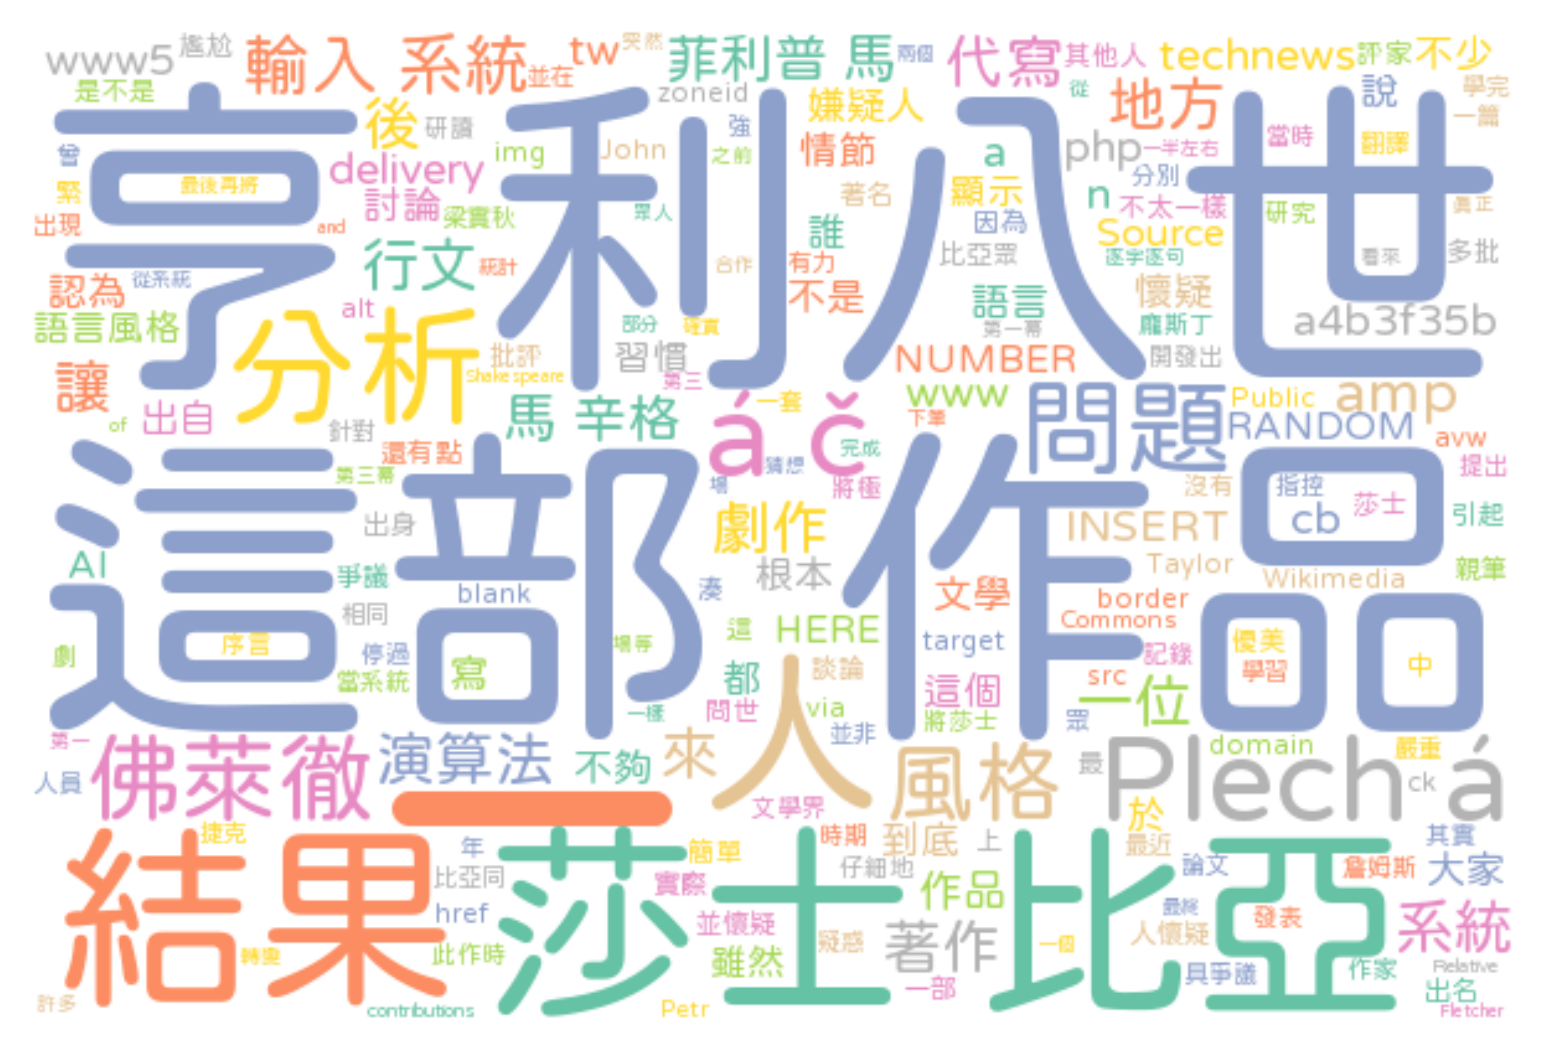 www5 尷尬 輸入 系統 並在 tw 突然 菲利普 馬 兩個 代寫 其他人 technews 評家 不少
是不是 zoneid 嫌疑人 從 地方 說 學完 一篇
亨利八世
後 研讀 img John 強 之前 情節 a php 一半左右 當時 翻譯
曾 緊 最後再將 delivery 討論 梁實秋 眾人 著名 顯示 n 分別 不太一樣 研究 真正
出現 and 行文 統計 合作 誰 有力 因為 比亞眾 Source 逐字逐句 看來 多批
認為 從系統 alt 不是 語言 第一幕 懷疑 龐斯丁 a4b3f35b
語言風格 分析 批評 Shakespeare 部分 確實 習慣 第三 NUMBER 開發出
讓 出自 of 針對 還有點 馬 辛格 á č 一套 完成 www 下筆 問題 Public amp RANDOM avw 提出
這部作品
第三幕 猜想 場 將極 沒有 指控 莎士 cb 引起
出身 劇作 INSERT
AI 爭議 相同 blank 湊 根本 文學 Taylor Wikimedia 親筆
border Commons
劇 序言 停過 當系統 寫 場景 這 HERE target 記錄 優美 學習 中
都 談論 這個 src 一位
一樣 問世 via 並非 將莎士 眾
第一 人員 佛萊徹 演算法 不夠 來 人 風格 最 Plech á ck domain 嚴重
文學界 於
捷克 一 年 簡單 時期 到底 上 最近 其實
結果 莎士比亞
比亞同 href 實際 仔細地 作品 論文 詹姆斯 大家
並懷疑 著作 最終 人懷疑 發表 系統
轉變 此作時 雖然 疑惑 一個 具爭議 作家 Relative
許多 contributions Petr 一部 出名 Fletcher